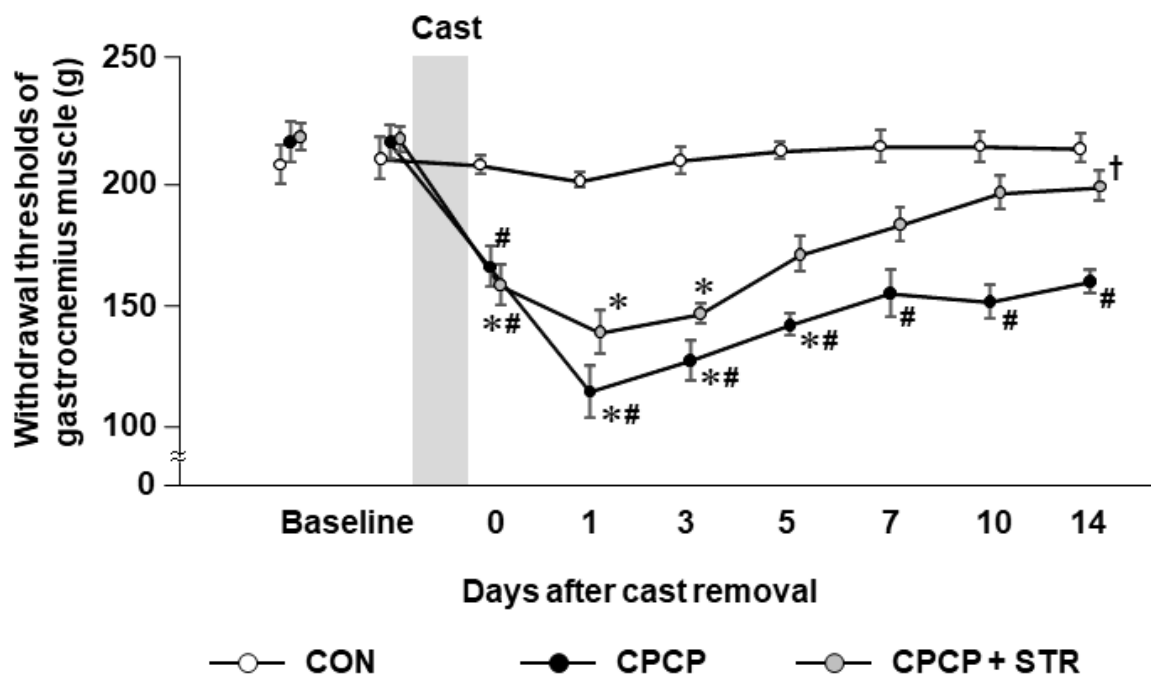 Cast
Withdrawal thresholds of
gastrocnemius muscle (g)
250
200
150
100
0
#
*#
*
*#
*
*#
*#
#
#
†
#
Baseline 0 1 3 5 7 10 14
Days after cast removal
CON CPCP CPCP + STR